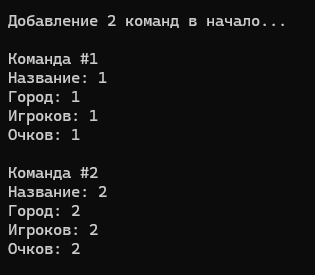 Добавление 2 команд в начало...
Команда #1
Название: 1
Город: 1
Игроков: 1
Очков: 1
Команда #2
Название: 2
Город: 2
Игроков: 2
Очков: 2